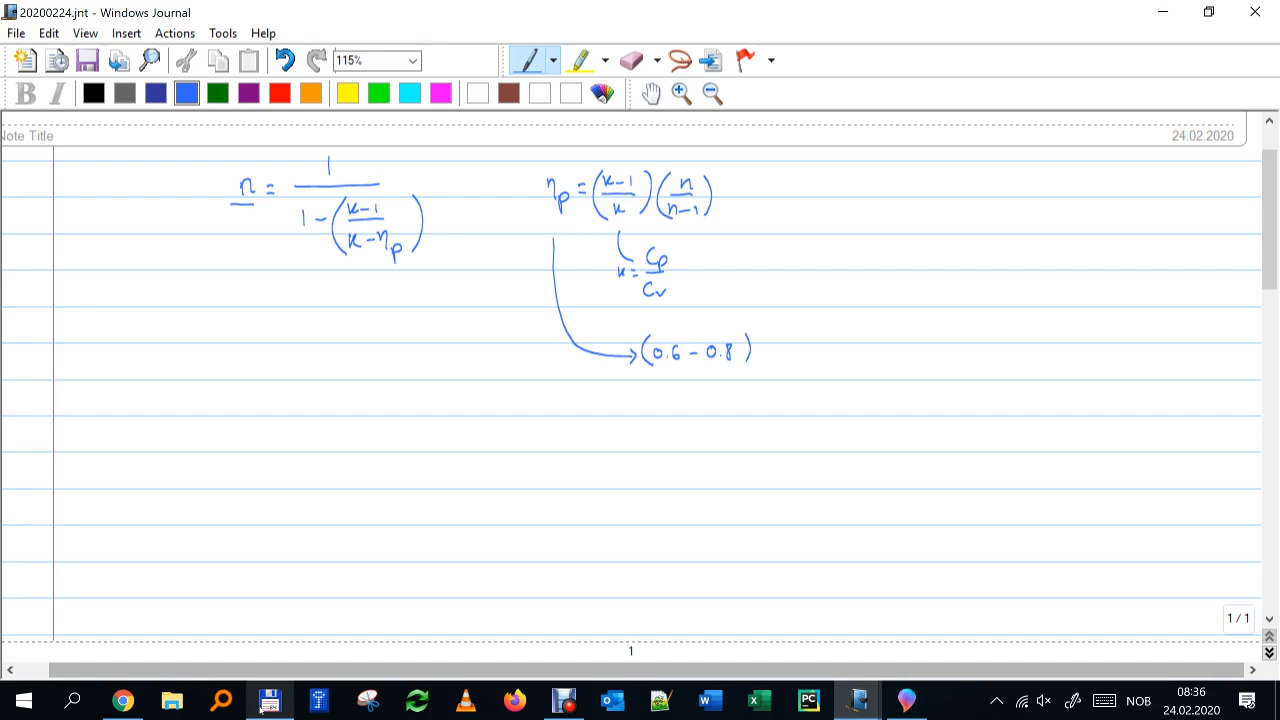 20200224.jnt - Windows Journal
File Edit View Insert Actions Tools Help
115%
B I
Note Title
24.02.2020
n = 1 / (1 - ((k-1)/(k-ηp)))
ηp = ((k-1)/k) (n/(n-1))
k = Cp/Cv
(0.6 - 0.8)
1 / 1
1
NOB
08:36
24.02.2020